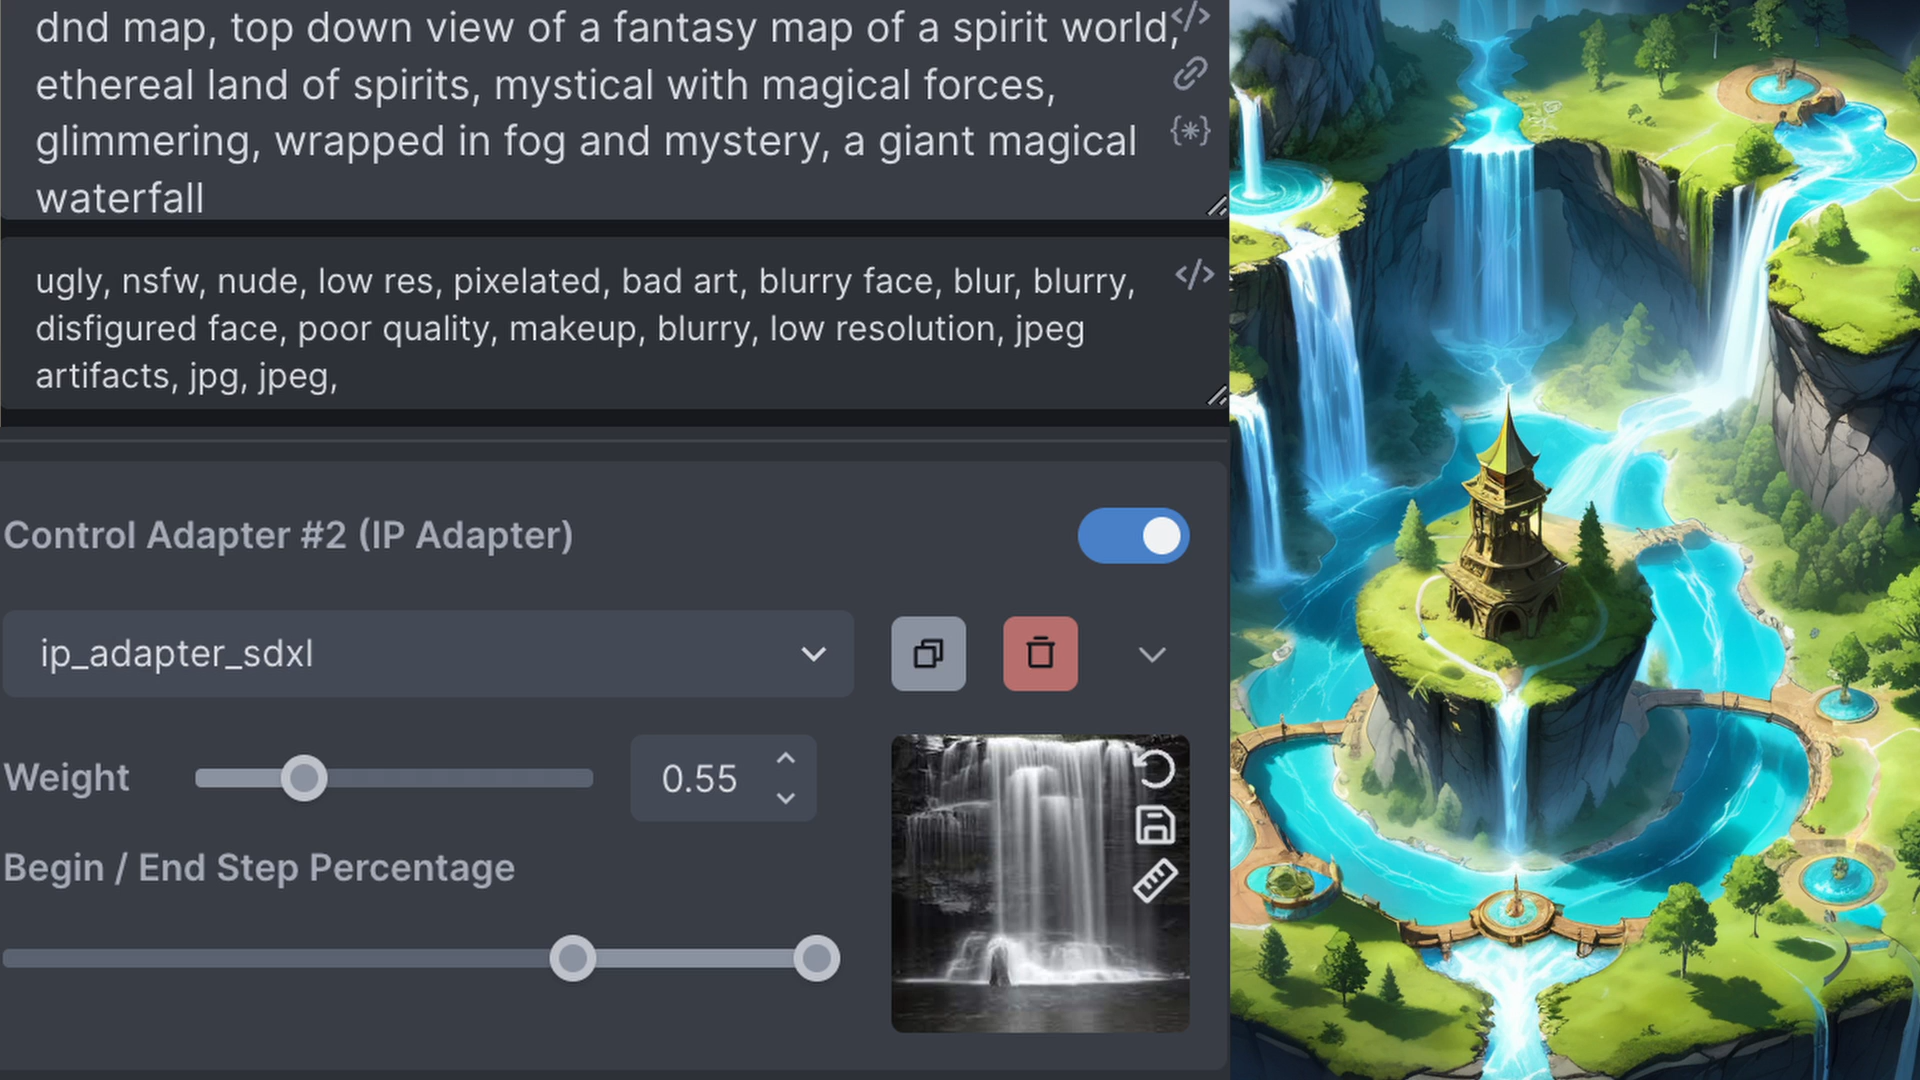 dnd map, top down view of a fantasy map of a spirit world,
ethereal land of spirits, mystical with magical forces,
glimmering, wrapped in fog and mystery, a giant magical
waterfall
ugly, nsfw, nude, low res, pixelated, bad art, blurry face, blur, blurry,
disfigured face, poor quality, makeup, blurry, low resolution, jpeg
artifacts, jpg, jpeg,
Control Adapter #2 (IP Adapter)
ip_adapter_sdxl
Weight 0.55
Begin / End Step Percentage